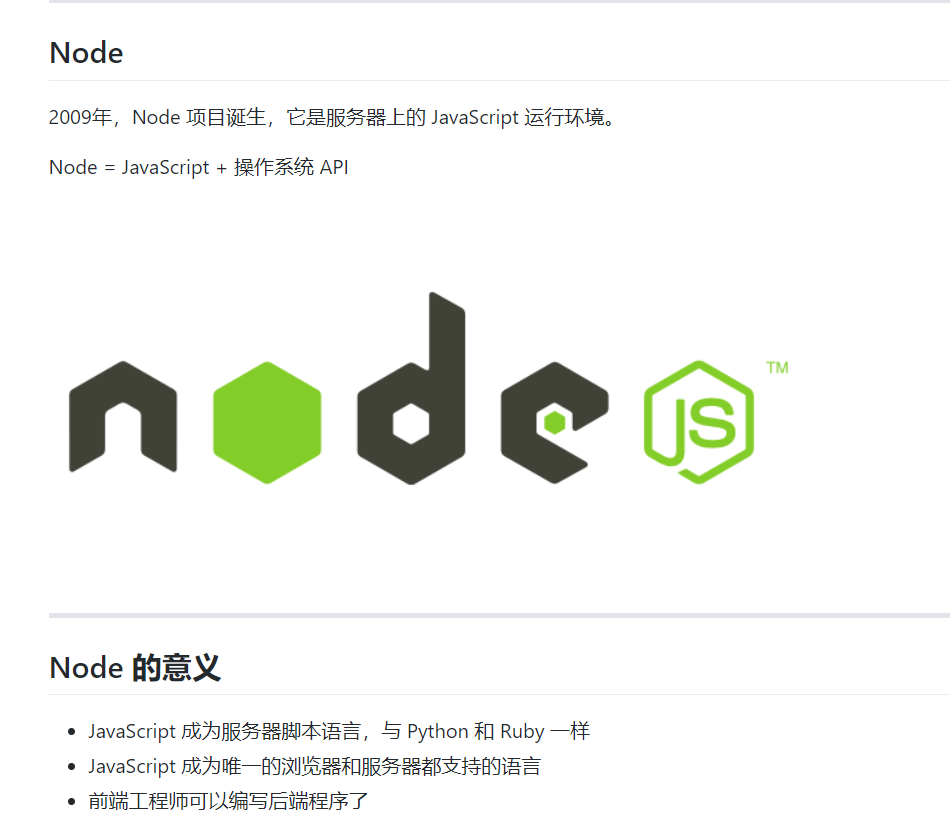 Node
2009年，Node 项目诞生，它是服务器上的 JavaScript 运行环境。
Node = JavaScript + 操作系统 API
node JS TM
Node 的意义
JavaScript 成为服务器脚本语言，与 Python 和 Ruby 一样
JavaScript 成为唯一的浏览器和服务器都支持的语言
前端工程师可以编写后端程序了